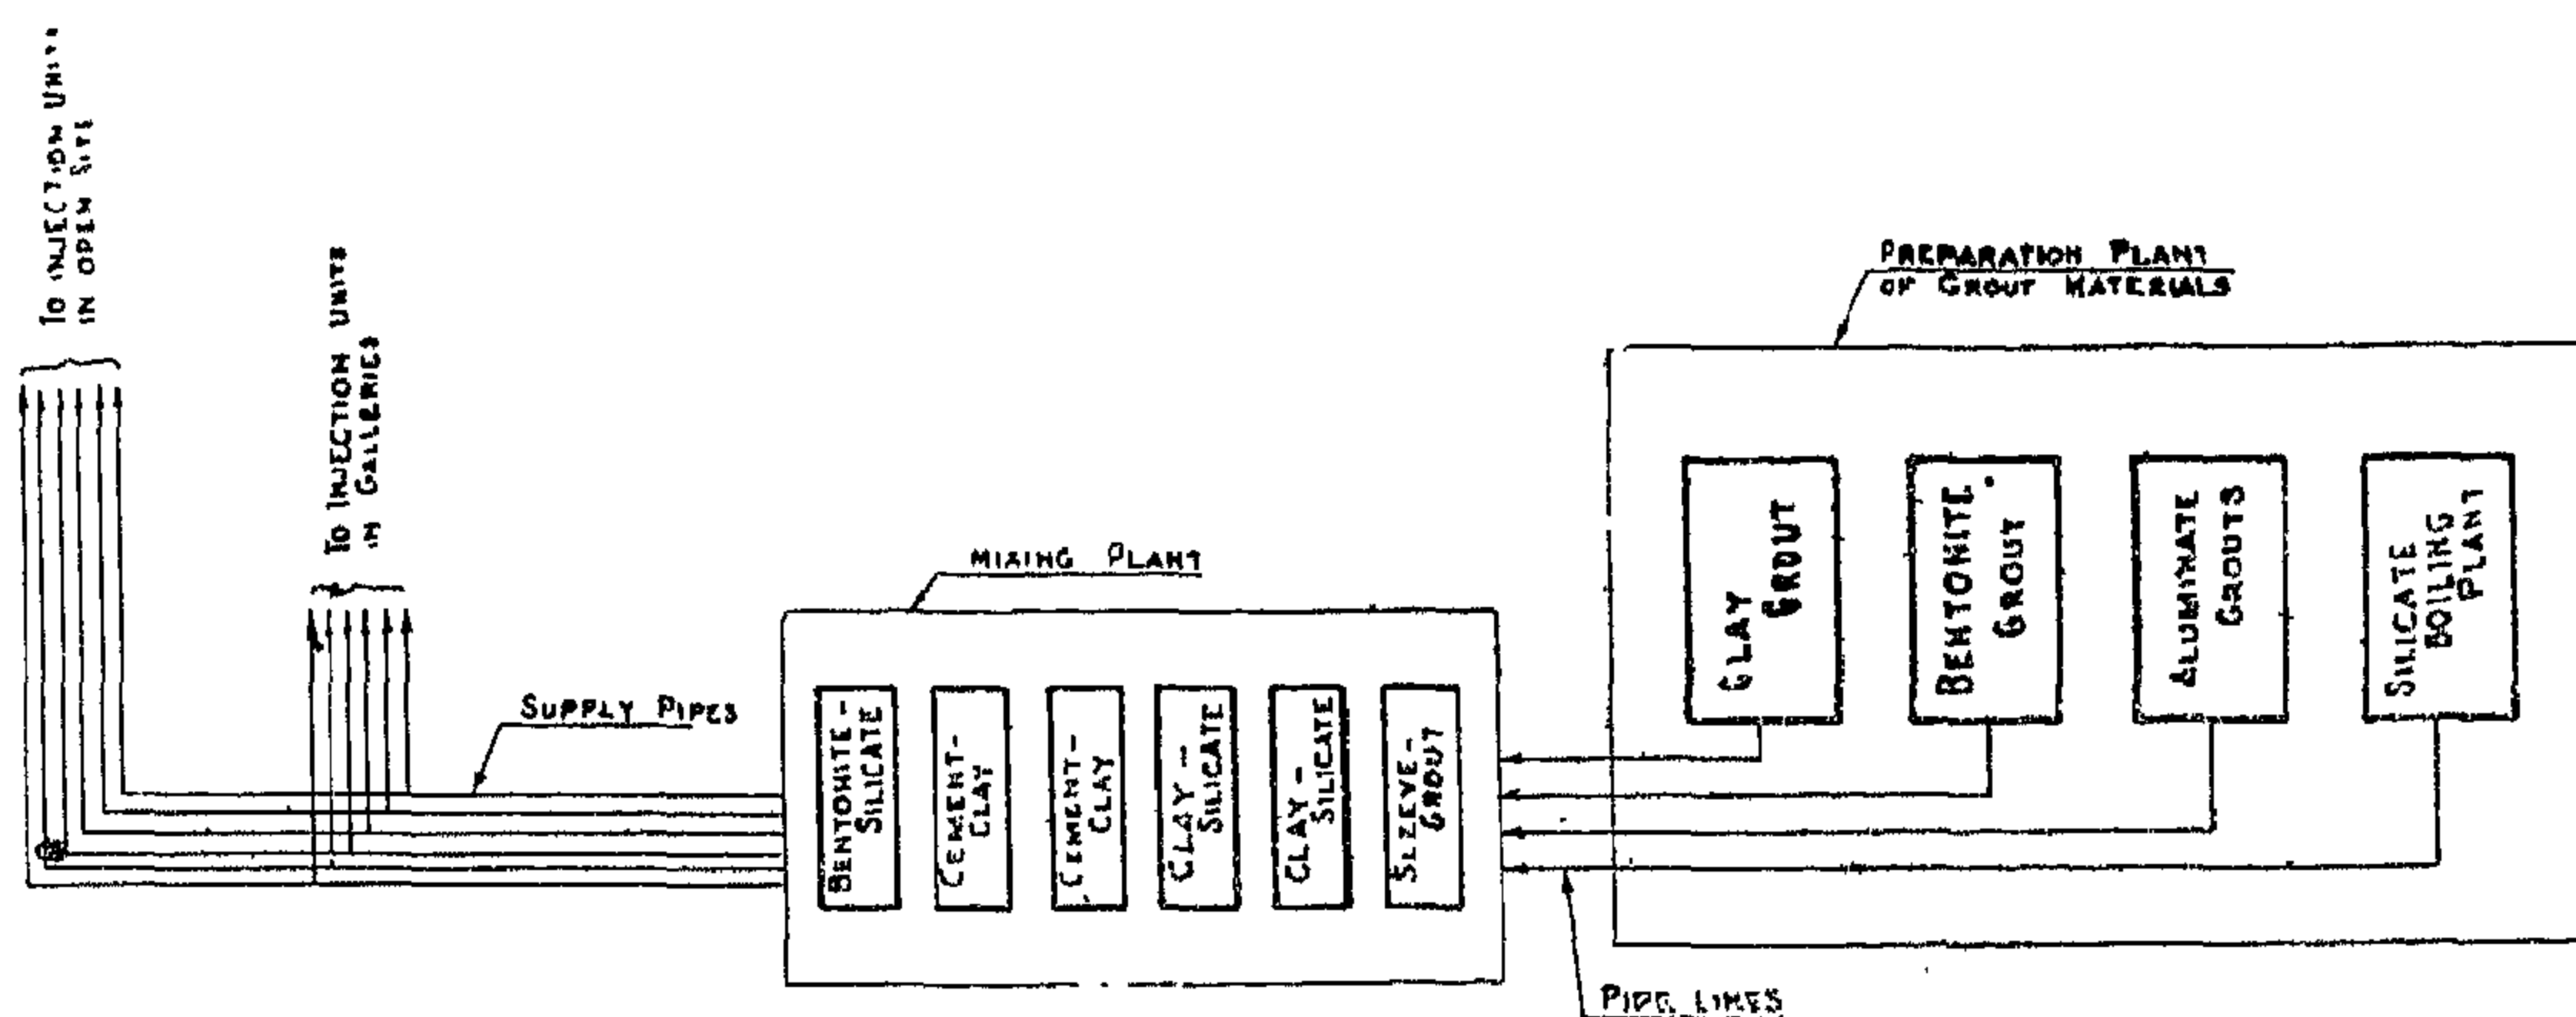 To INJECTION UNITS
IN OPEN SITE
To INJECTION UNITS
IN GALLERIES
SUPPLY PIPES
MIXING PLANT
BENTONITE -
SILICATE
CEMENT-
CLAY
CEMENT-
CLAY
CLAY -
SILICATE
CLAY -
SILICATE
SLEEVE-
GROUT
PREPARATION PLANT
OF GROUT MATERIALS
CLAY
GROUT
BENTONITE
GROUT
ALUMINATE
GROUTS
SILICATE
BOILING
PLANT
PIPE LINES